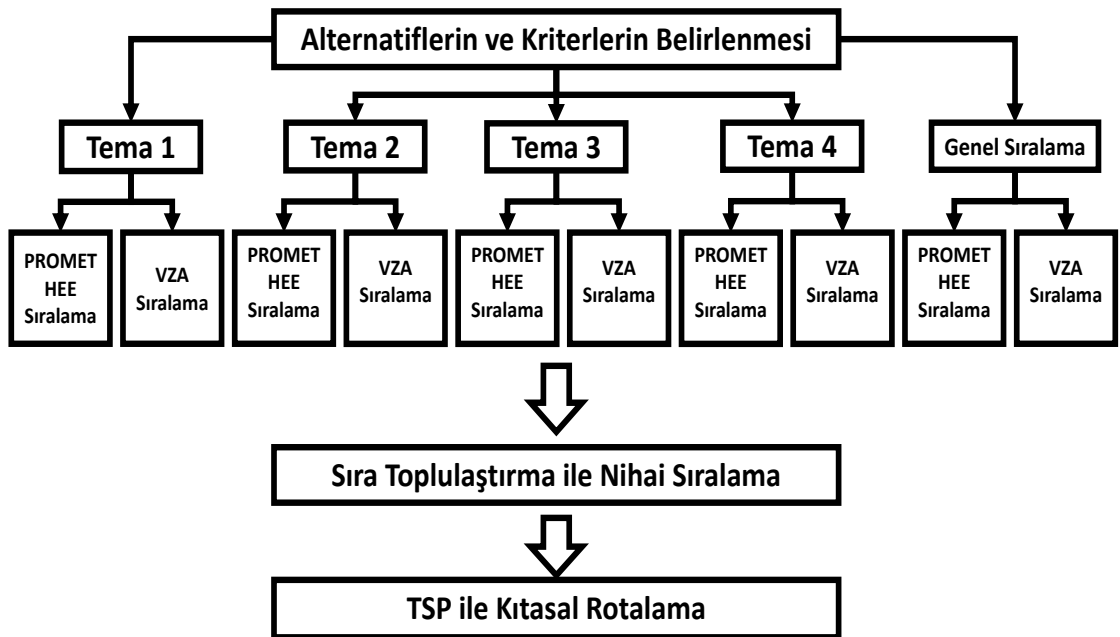 Alternatiflerin ve Kriterlerin Belirlenmesi
Tema 1
Tema 2
Tema 3
Tema 4
Genel Sıralama
PROMET
HEE
Sıralama
VZA
Sıralama
PROMET
HEE
Sıralama
VZA
Sıralama
PROMET
HEE
Sıralama
VZA
Sıralama
PROMET
HEE
Sıralama
VZA
Sıralama
PROMET
HEE
Sıralama
VZA
Sıralama
Sıra Toplulaştırma ile Nihai Sıralama
TSP ile Kıtasal Rotalama